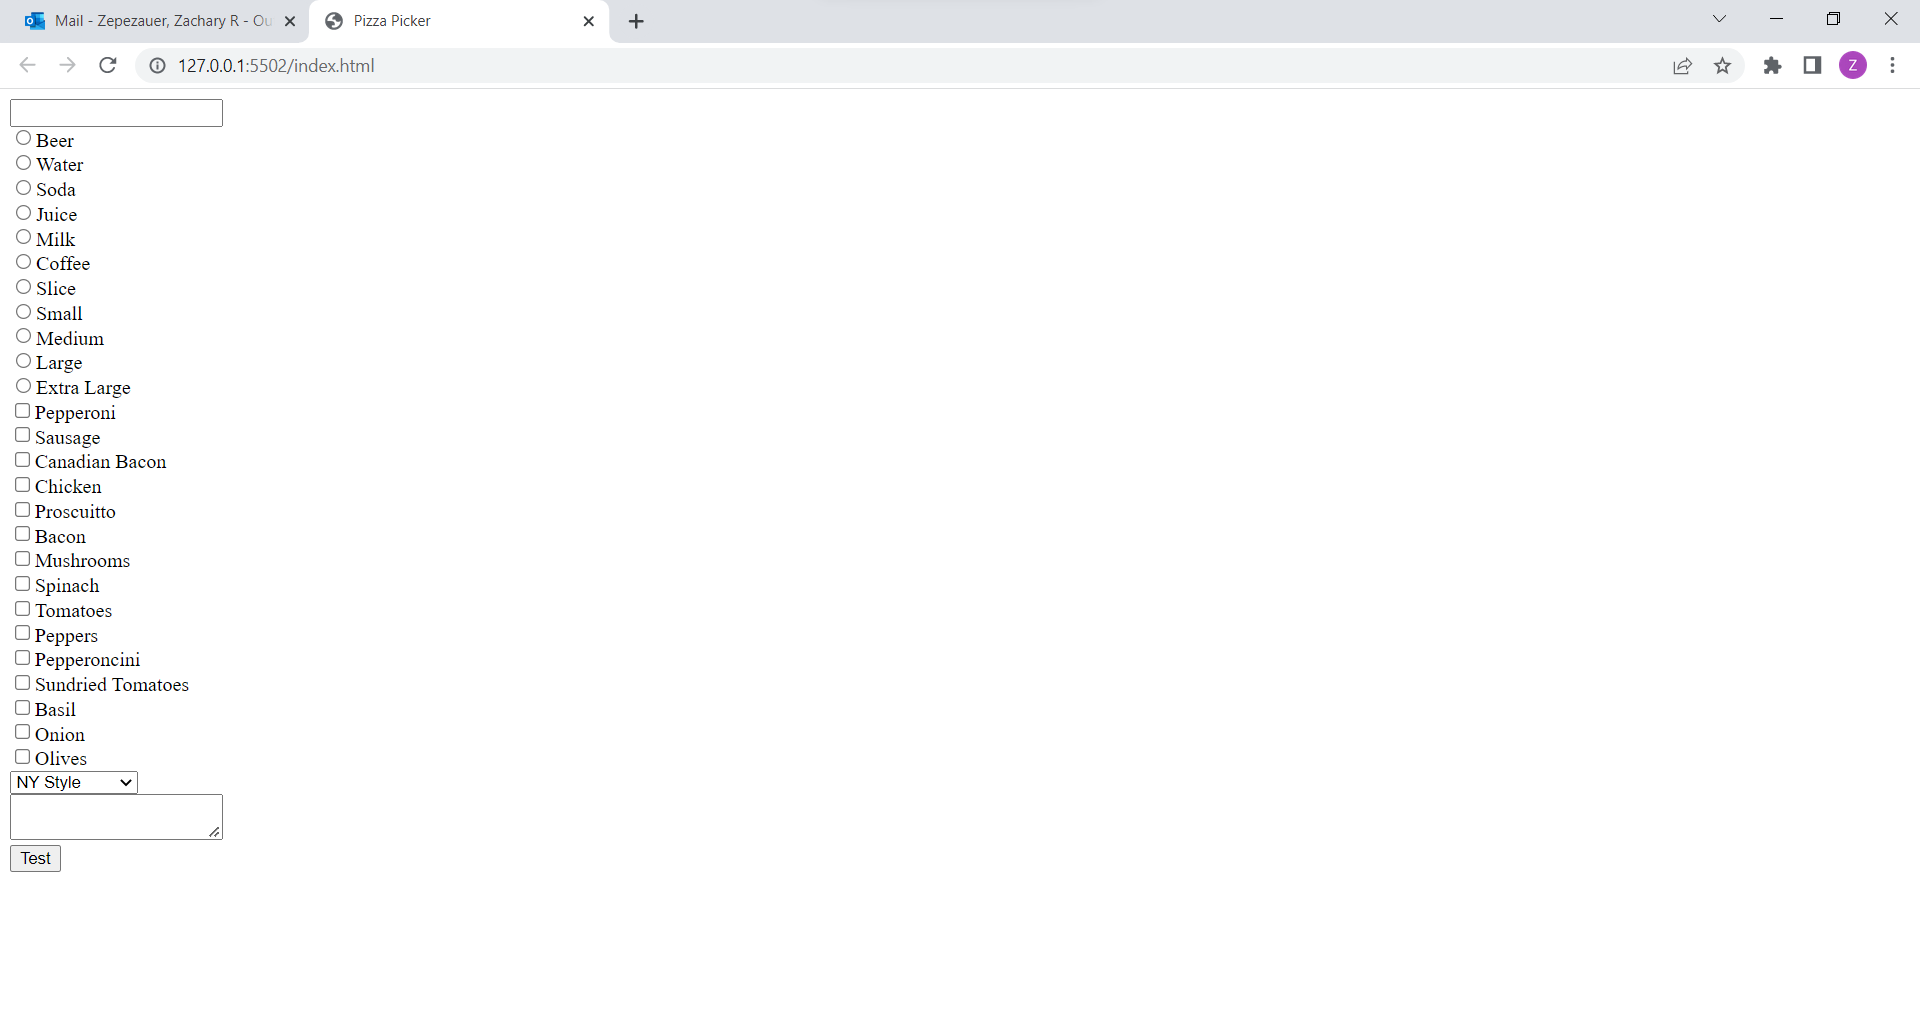 Mail - Zepezauer, Zachary R - Ou
Pizza Picker
127.0.0.1:5502/index.html
Z
Beer
Water
Soda
Juice
Milk
Coffee
Slice
Small
Medium
Large
Extra Large
Pepperoni
Sausage
Canadian Bacon
Chicken
Proscuitto
Bacon
Mushrooms
Spinach
Tomatoes
Peppers
Pepperoncini
Sundried Tomatoes
Basil
Onion
Olives
NY Style
Test